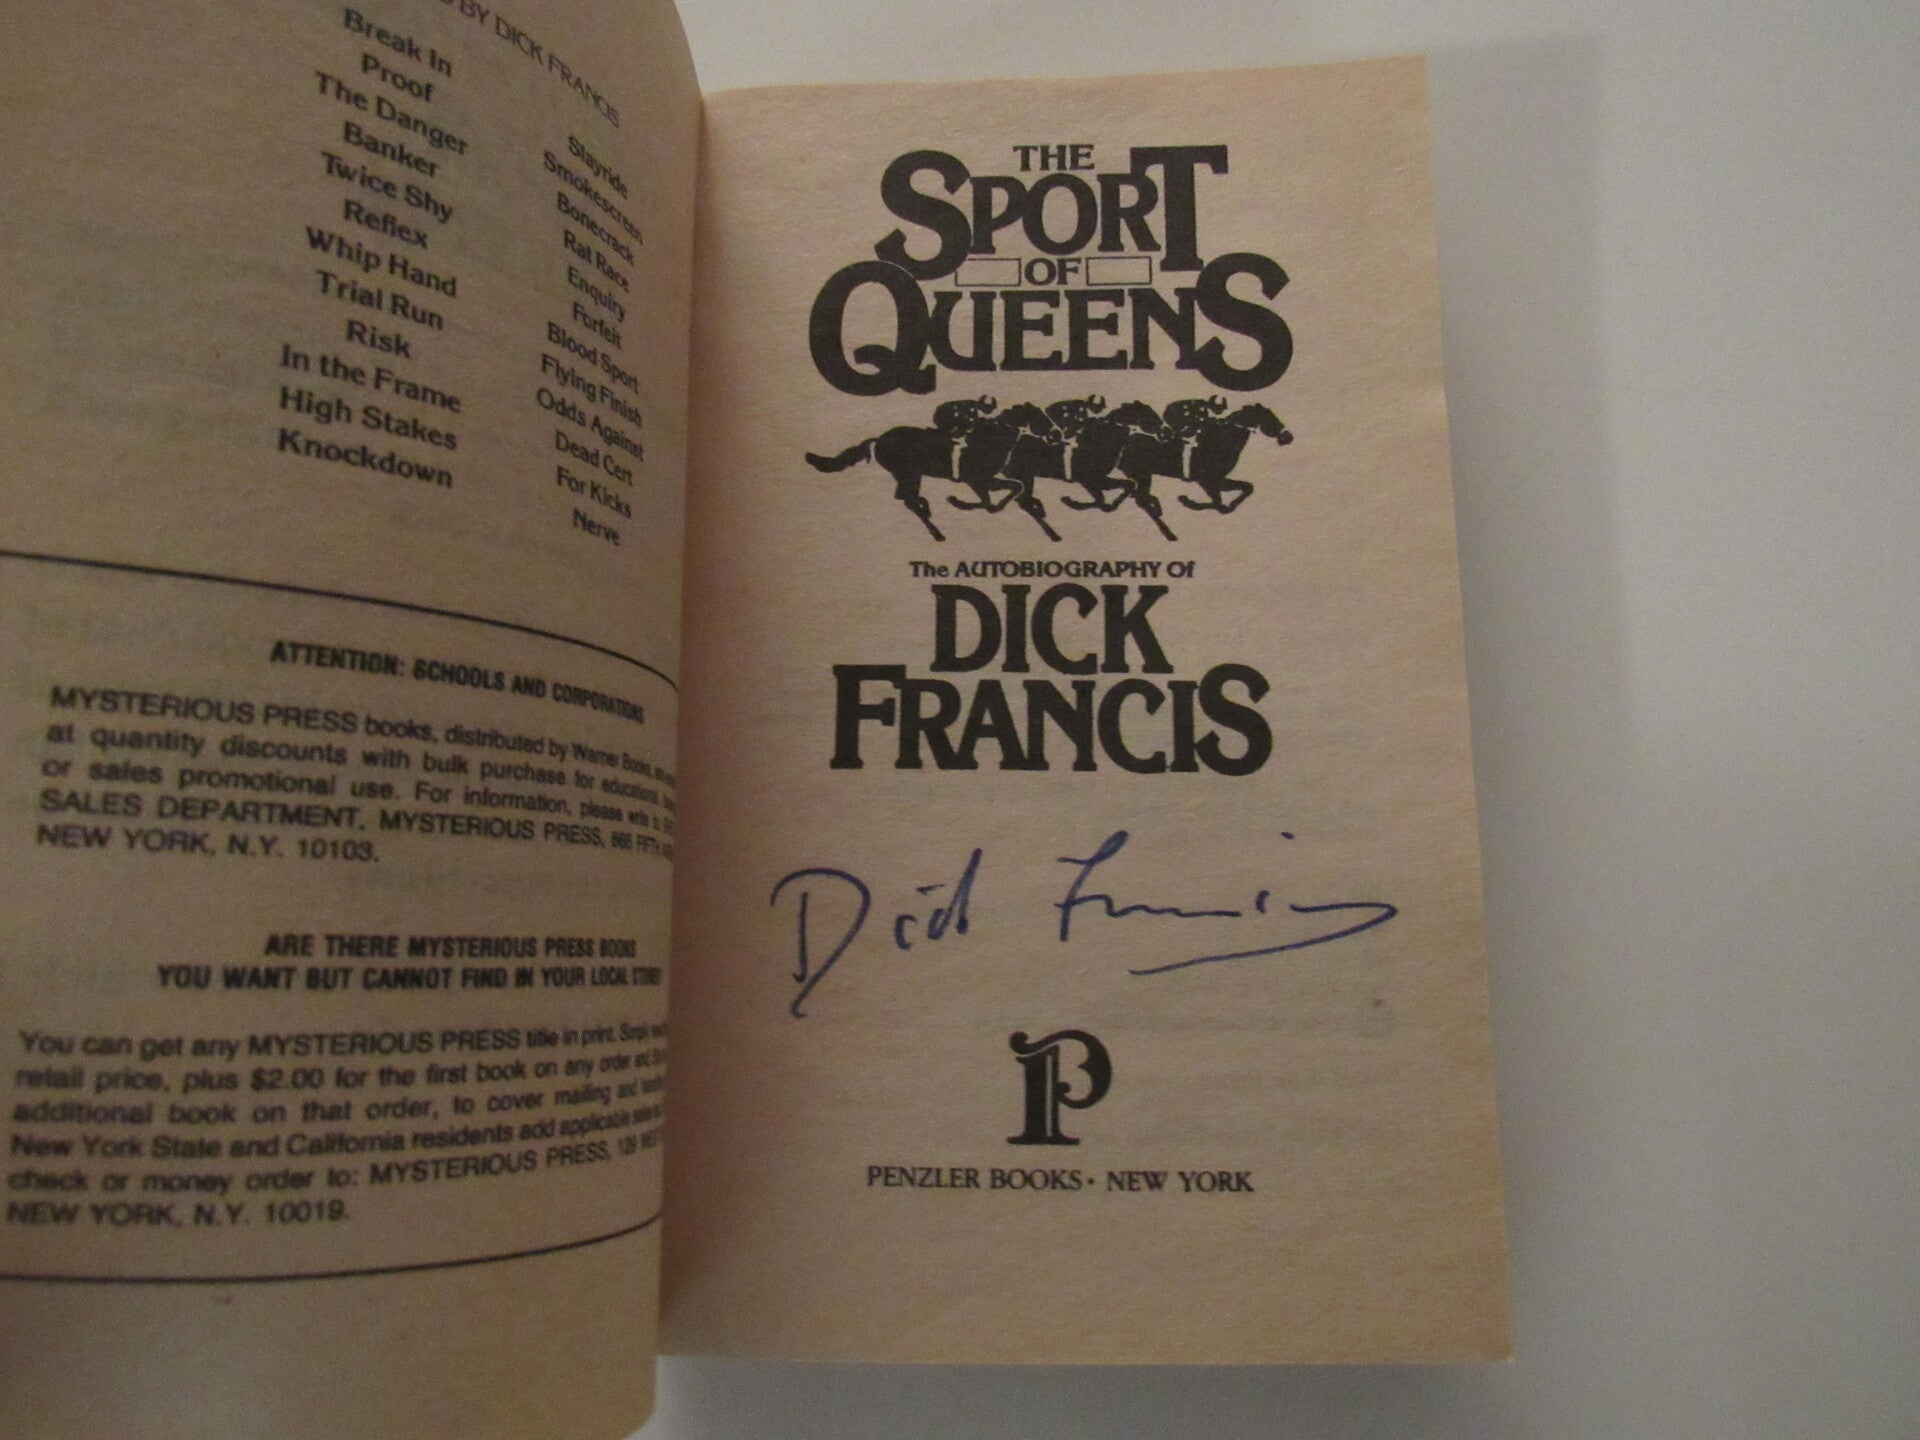 BY DICK FRANCIS
Break In
Proof
The Danger
Banker
Twice Shy
Reflex
Whip Hand
Trial Run
Risk
In the Frame
High Stakes
Knockdown
Slayride
Smokescreen
Bonecrack
Rat Race
Enquiry
Forfeit
Blood Sport
Flying Finish
Odds Against
Dead Cert
For Kicks
Nerve
ATTENTION: SCHOOLS AND CORPORATIONS
MYSTERIOUS PRESS books, distributed by Warner Books,
at quantity discounts with bulk purchase for educational,
or sales promotional use. For information, please write to
SALES DEPARTMENT, MYSTERIOUS PRESS, 666 FIFTH
NEW YORK, N.Y. 10103.
ARE THERE MYSTERIOUS PRESS BOOKS
YOU WANT BUT CANNOT FIND IN YOUR LOCAL STORES
You can get any MYSTERIOUS PRESS title in print. Simply
retail price, plus $2.00 for the first book on any order and
additional book on that order, to cover mailing and
New York State and California residents add applicable sales
check or money order to: MYSTERIOUS PRESS, 129
NEW YORK, N.Y. 10019.
THE
SPORT
OF
QUEENS
The AUTOBIOGRAPHY Of
DICK
FRANCIS
Dick Francis
P
PENZLER BOOKS • NEW YORK